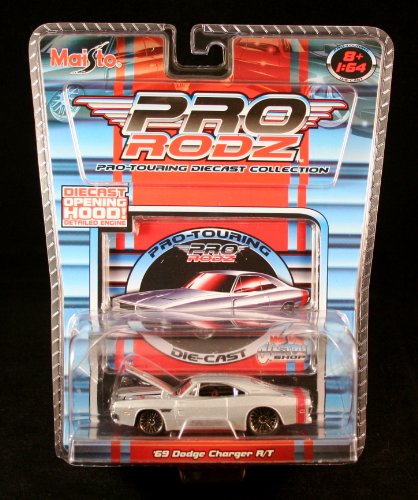 Maisto.
8+
1:64
PRO
RODZ
PRO-TOURING DIECAST COLLECTION
DIECAST
OPENING
HOOD!
DETAILED ENGINE
PRO-TOURING
PRO
RODZ
DIE-CAST
SHOP
'69 Dodge Charger R/T